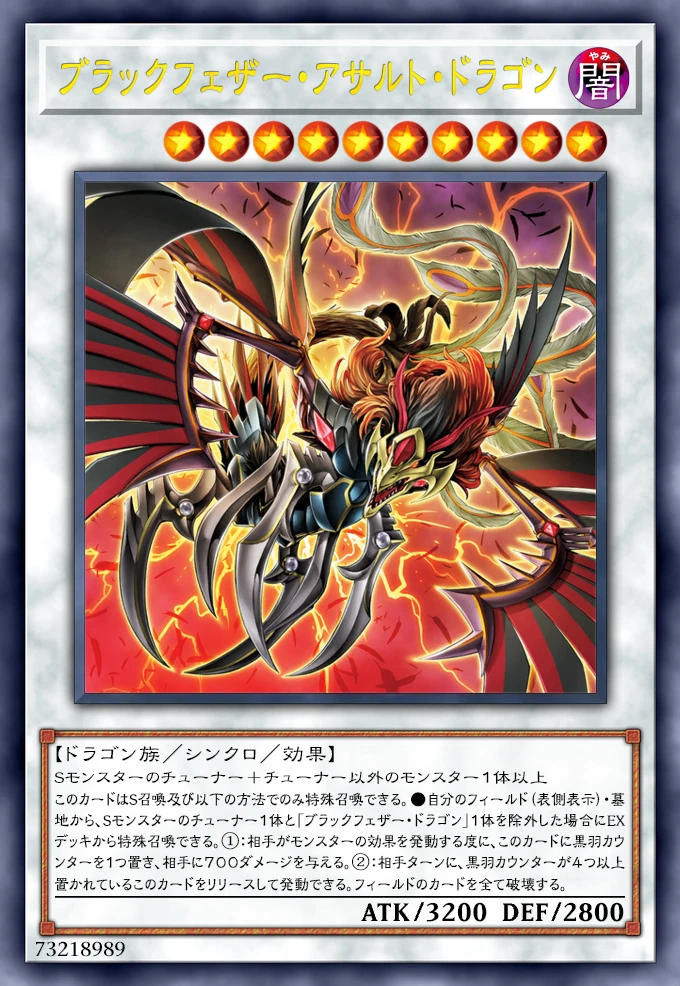 ブラックフェザー・アサルト・ドラゴン
やみ
闇
【ドラゴン族／シンクロ／効果】
Sモンスターのチューナー＋チューナー以外のモンスター1体以上
このカードはS召喚及び以下の方法でのみ特殊召喚できる。●自分のフィールド(表側表示)・墓
地から、Sモンスターのチューナー1体と「ブラックフェザー・ドラゴン」1体を除外した場合にEX
デッキから特殊召喚できる。①：相手がモンスターの効果を発動する度に、このカードに黒羽カウ
ンターを1つ置き、相手に700ダメージを与える。②：相手ターンに、黒羽カウンターが4つ以上
置かれているこのカードをリリースして発動できる。フィールドのカードを全て破壊する。
ATK/3200 DEF/2800
73218989